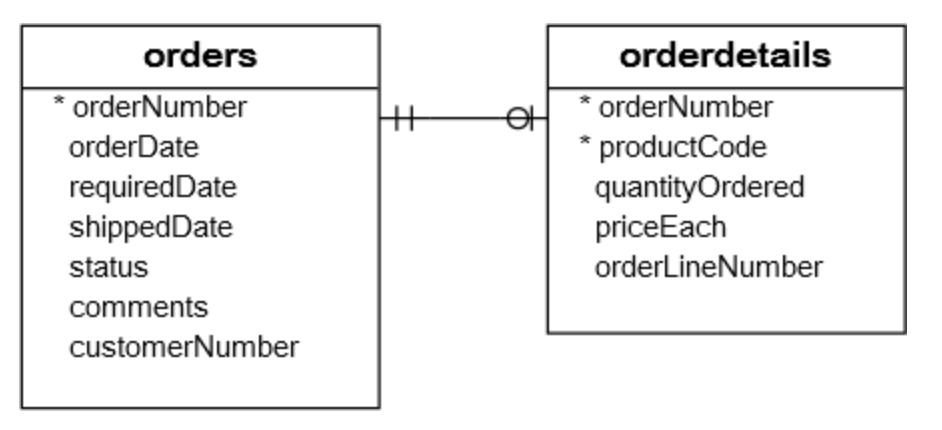 orders
* orderNumber
orderDate
requiredDate
shippedDate
status
comments
customerNumber
orderdetails
* orderNumber
* productCode
quantityOrdered
priceEach
orderLineNumber